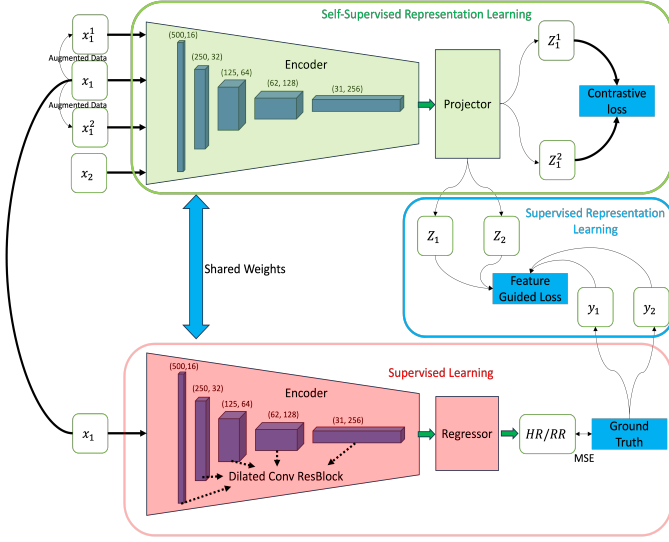 Self-Supervised Representation Learning
$x_1^1$
Augmented Data
$x_1$
Augmented Data
$x_1^2$
$x_2$
Encoder
(500,16)
(250, 32)
(125, 64)
(62, 128)
(31, 256)
Projector
$Z_1^1$
Contrastive
loss
$Z_1^2$
Shared Weights
Supervised Representation
Learning
$Z_1$
$Z_2$
Feature
Guided Loss
$y_1$
$y_2$
Supervised Learning
$x_1$
Encoder
(500,16)
(250, 32)
(125, 64)
(62, 128)
(31, 256)
Dilated Conv ResBlock
Regressor
HR/RR
MSE
Ground
Truth